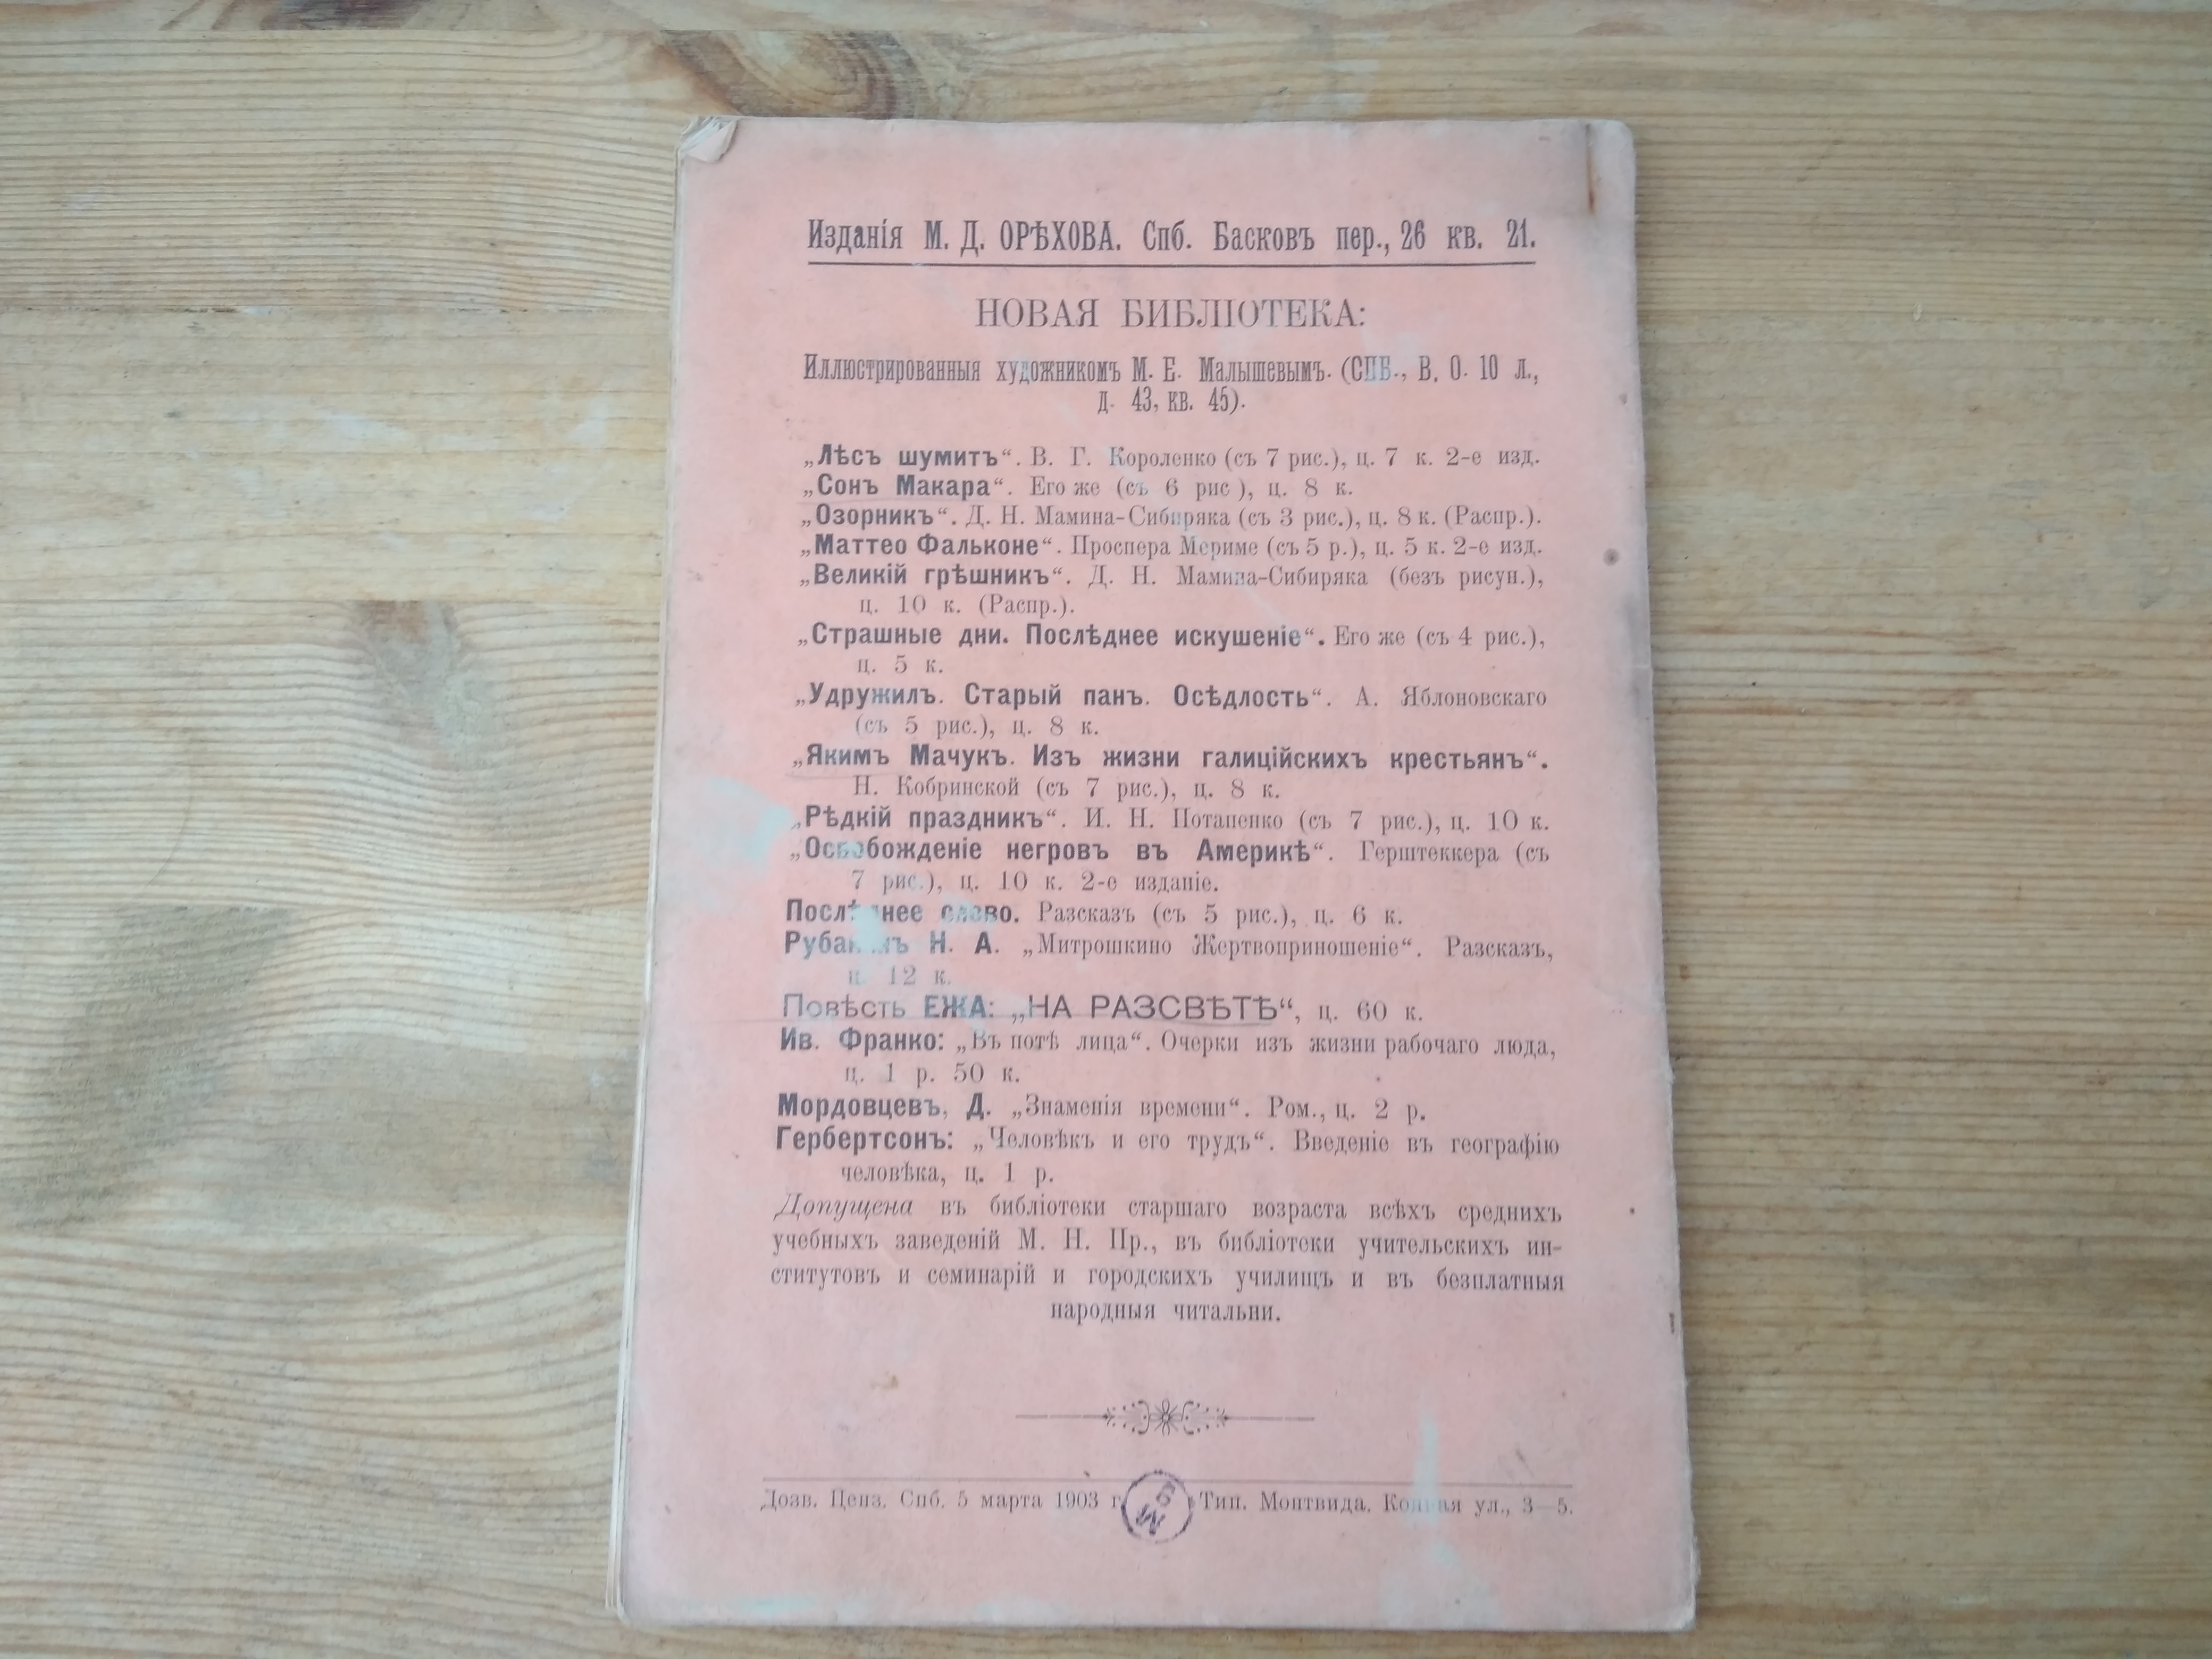 Изданія М. Д. ОРѢХОВА. Спб. Басковъ пер., 26 кв. 21.
НОВАЯ БИБЛІОТЕКА:
Иллюстрированныя художникомъ М. Е. Малышевымъ. (СПБ., В. О. 10 л.,
д. 43, кв. 45).
„Лѣсъ шумитъ“. В. Г. Короленко (съ 7 рис.), ц. 7 к. 2-е изд.
„Сонъ Макара“. Его же (съ 6 рис ), ц. 8 к.
„Озорникъ“. Д. Н. Мамина-Сибиряка (съ 3 рис.), ц. 8 к. (Распр.).
„Маттео Фальконе“. Проспера Мериме (съ 5 р.), ц. 5 к. 2-е изд.
„Великій грѣшникъ“. Д. Н. Мамина-Сибиряка (безъ рисун.),
ц. 10 к. (Распр.).
„Страшные дни. Послѣднее искушеніе“. Его же (съ 4 рис.),
ц. 5 к.
„Удружилъ. Старый панъ. Осѣдлость“. А. Яблоновскаго
(съ 5 рис.), ц. 8 к.
„Якимъ Мачукъ. Изъ жизни галиційскихъ крестьянъ“.
Н. Кобринской (съ 7 рис.), ц. 8 к.
„Рѣдкій праздникъ“. И. Н. Потапенко (съ 7 рис.), ц. 10 к.
„Освобожденіе негровъ въ Америкѣ“. Герштеккера (съ
7 рис.), ц. 10 к. 2-е изданіе.
Послѣднее слово. Разсказъ (съ 5 рис.), ц. 6 к.
Рубакинъ Н. А. „Митрошкино Жертвоприношеніе“. Разсказъ,
ц. 12 к.
Повѣсть ЕЖА: „НА РАЗСВѢТѢ“, ц. 60 к.
Ив. Франко: „Въ потѣ лица“. Очерки изъ жизни рабочаго люда,
ц. 1 р. 50 к.
Мордовцевъ, Д. „Знаменія времени“. Ром., ц. 2 р.
Гербертсонъ: „Человѣкъ и его трудъ“. Введеніе въ географію
человѣка, ц. 1 р.
Допущена въ библіотеки старшаго возраста всѣхъ среднихъ
учебныхъ заведеній М. Н. Пр., въ библіотеки учительскихъ ин-
ститутовъ и семинарій и городскихъ училищъ и въ безплатныя
народныя читальни.
Дозв. Ценз. Спб. 5 марта 1903 г. Тип. Монтвида. Конная ул., 3—5.